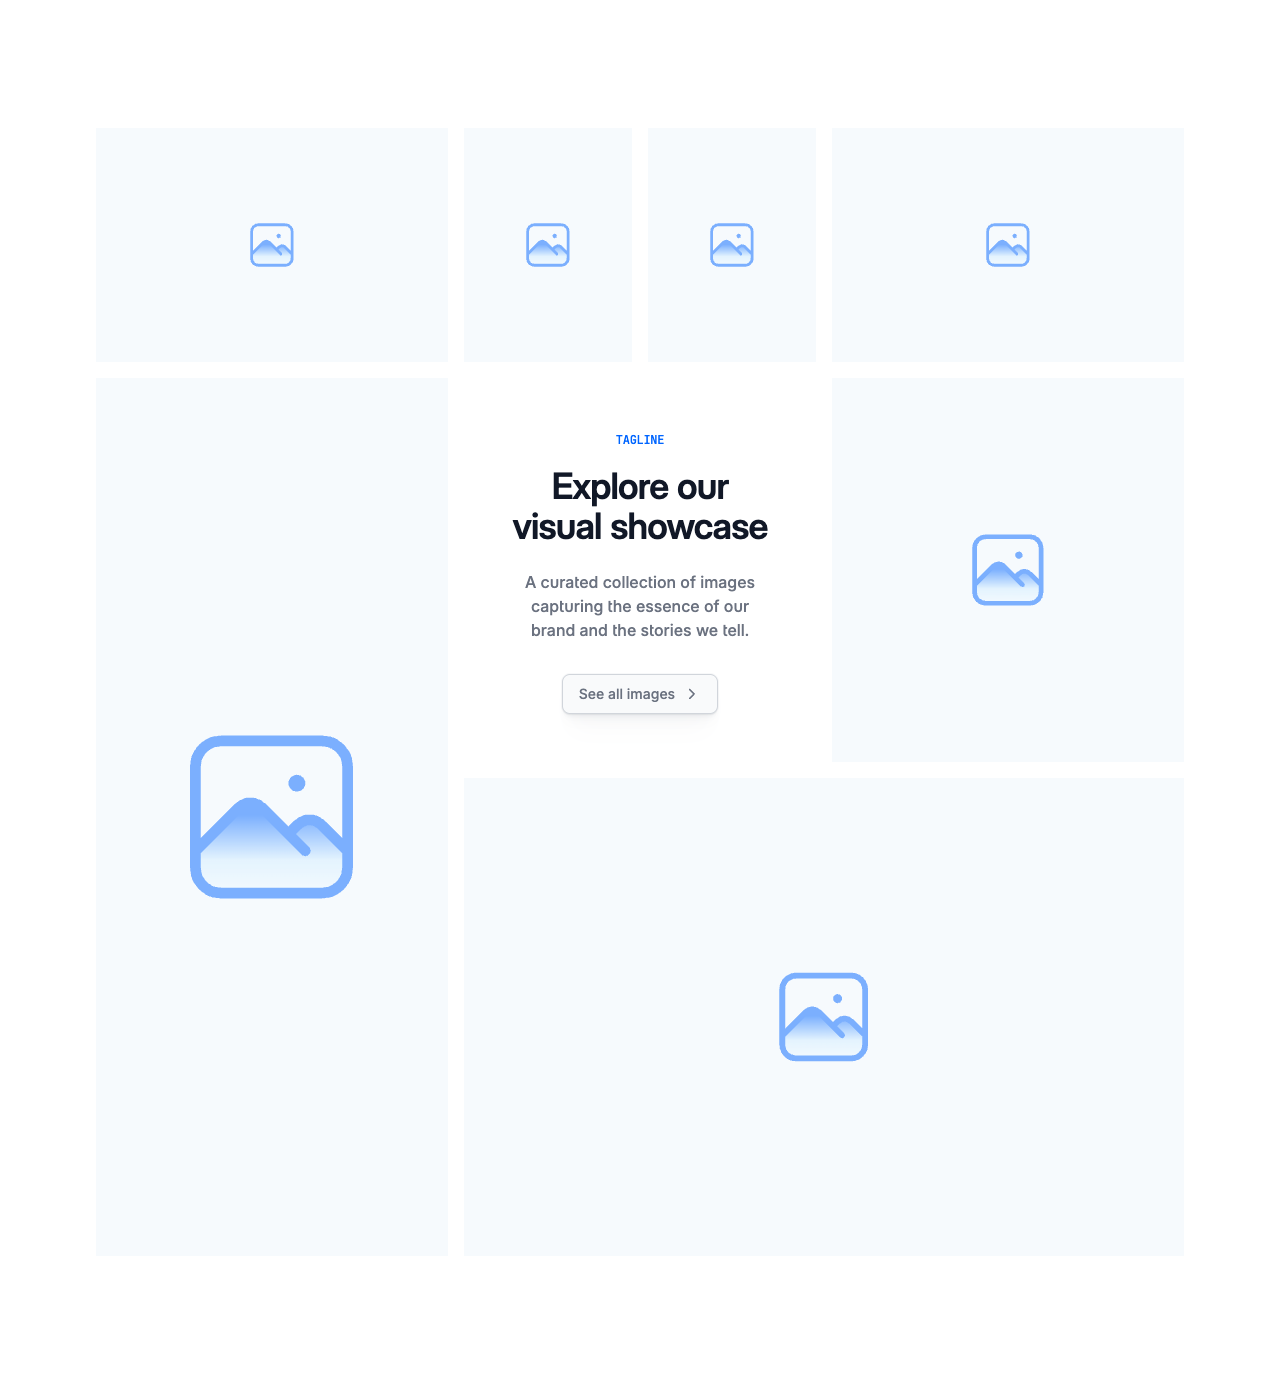 TAGLINE
Explore our
visual showcase
A curated collection of images
capturing the essence of our
brand and the stories we tell.
See all images